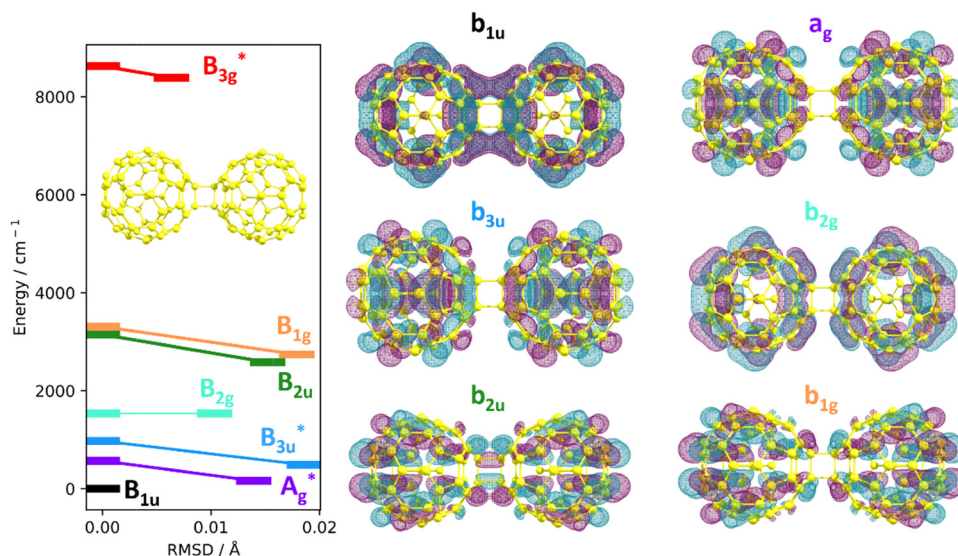 b1u
ag
B3g*
8000
6000
b3u
b2g
Energy / cm⁻¹
4000
B1g
B2u
2000
B2g
b2u
b1g
B3u*
Ag*
0
B1u
0.00 0.01 0.02
RMSD / Å